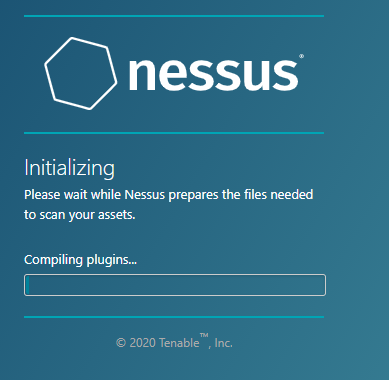 nessus®
Initializing
Please wait while Nessus prepares the files needed
to scan your assets.
Compiling plugins...
© 2020 Tenable™, Inc.